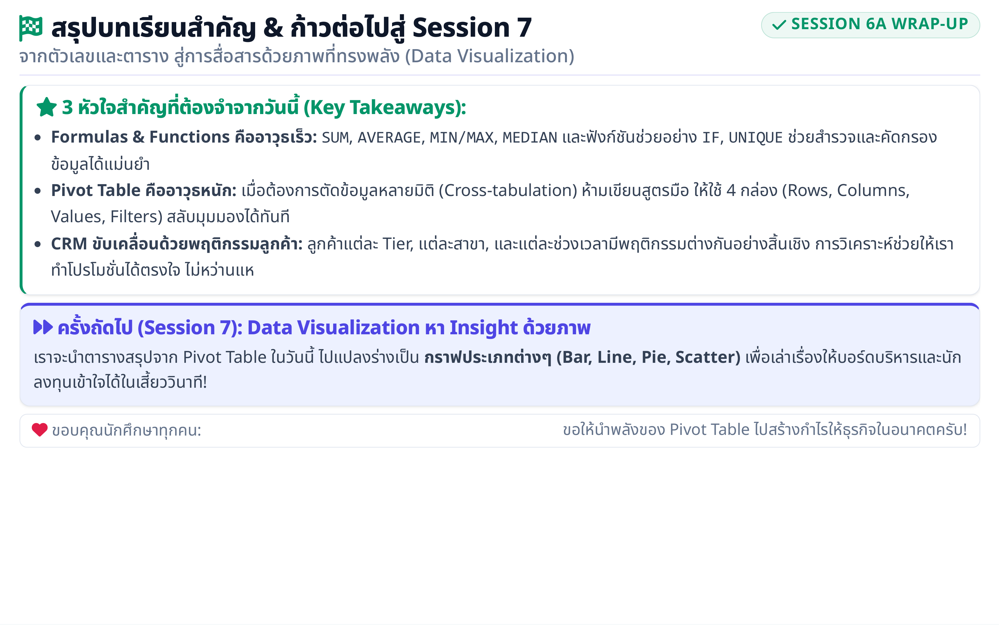 สรุปบทเรียนสำคัญ & ก้าวต่อไปสู่ Session 7
SESSION 6A WRAP-UP
จากตัวเลขและตาราง สู่การสื่อสารด้วยภาพที่ทรงพลัง (Data Visualization)
3 หัวใจสำคัญที่ต้องจำจากวันนี้ (Key Takeaways):
• Formulas & Functions คืออาวุธเร็ว: SUM, AVERAGE, MIN/MAX, MEDIAN และฟังก์ชันช่วยอย่าง IF, UNIQUE ช่วยสำรวจและคัดกรอง
ข้อมูลได้แม่นยำ
• Pivot Table คืออาวุธหนัก: เมื่อต้องการตัดข้อมูลหลายมิติ (Cross-tabulation) ห้ามเขียนสูตรมือ ให้ใช้ 4 กล่อง (Rows, Columns,
Values, Filters) สลับมุมมองได้ทันที
• CRM ขับเคลื่อนด้วยพฤติกรรมลูกค้า: ลูกค้าแต่ละ Tier, แต่ละสาขา, และแต่ละช่วงเวลามีพฤติกรรมต่างกันอย่างสิ้นเชิง การวิเคราะห์ช่วยให้เรา
ทำโปรโมชั่นได้ตรงใจ ไม่หว่านแห
ครั้งถัดไป (Session 7): Data Visualization หา Insight ด้วยภาพ
เราจะนำตารางสรุปจาก Pivot Table ในวันนี้ ไปแปลงร่างเป็น กราฟประเภทต่างๆ (Bar, Line, Pie, Scatter) เพื่อเล่าเรื่องให้บอร์ดบริหารและนัก
ลงทุนเข้าใจได้ในเสี้ยววินาที!
ขอบคุณนักศึกษาทุกคน:
ขอให้นำพลังของ Pivot Table ไปสร้างกำไรให้ธุรกิจในอนาคตครับ!